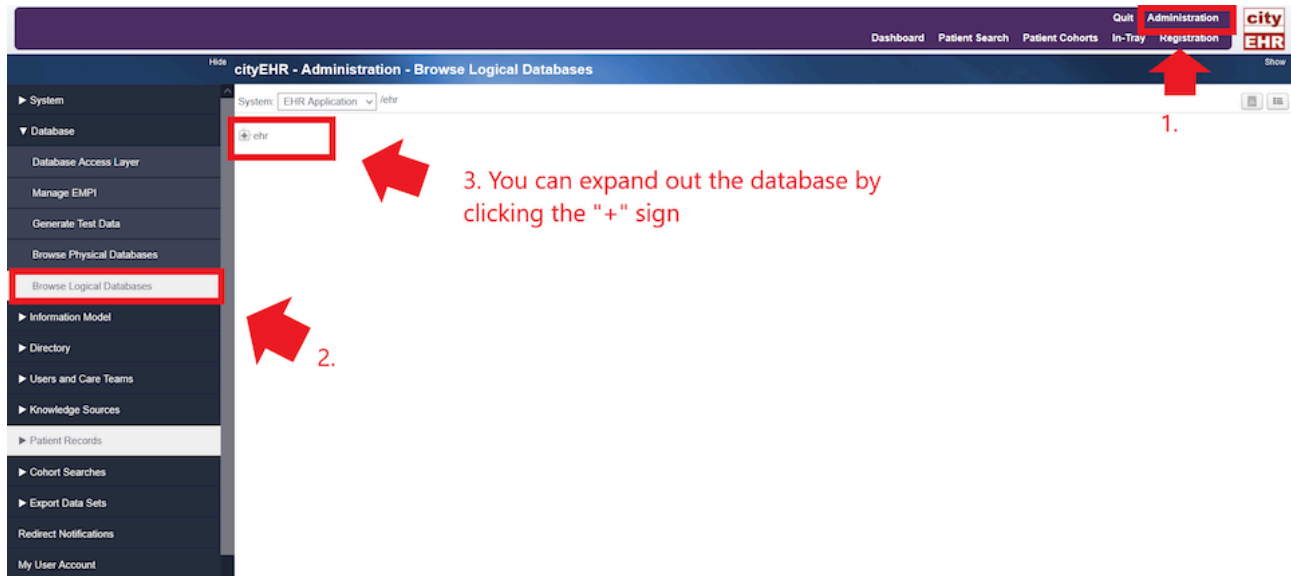 Quit Administration
city
EHR
Dashboard Patient Search Patient Cohorts In-Tray Registration
Hide
cityEHR - Administration - Browse Logical Databases
Show
▶ System
System: EHR Application /ehr
1.
▼ Database
+ ehr
Database Access Layer
3. You can expand out the database by
clicking the "+" sign
Manage EMPI
Generate Test Data
Browse Physical Databases
Browse Logical Databases
▶ Information Model
2.
▶ Directory
▶ Users and Care Teams
▶ Knowledge Sources
▶ Patient Records
▶ Cohort Searches
▶ Export Data Sets
Redirect Notifications
My User Account